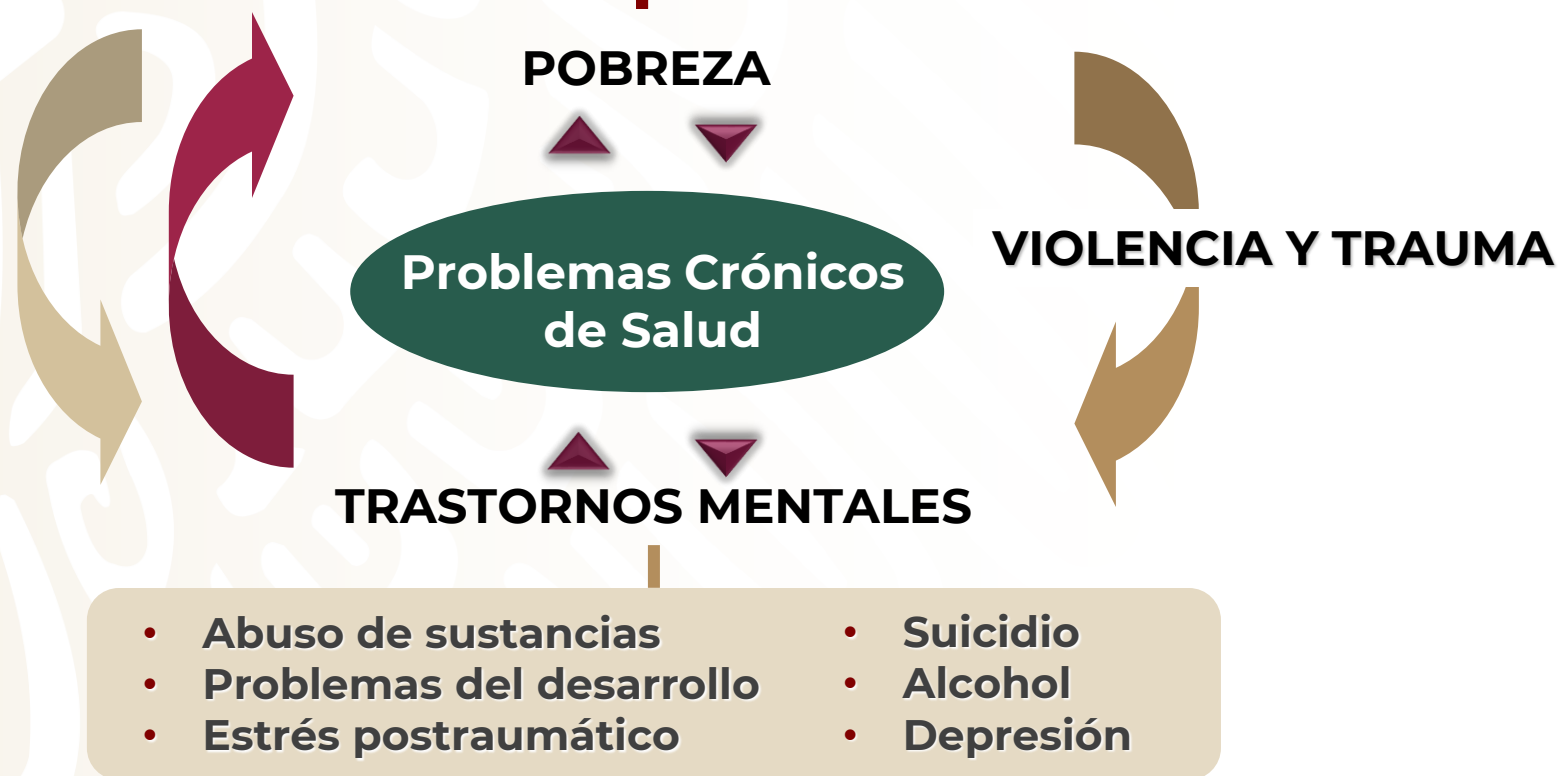 POBREZA
Problemas Crónicos
de Salud
VIOLENCIA Y TRAUMA
TRASTORNOS MENTALES
• Abuso de sustancias
• Problemas del desarrollo
• Estrés postraumático
• Suicidio
• Alcohol
• Depresión